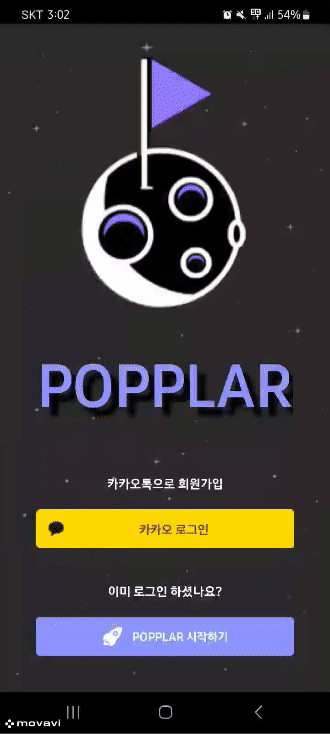 SKT 3:02
54%
POPPLAR
카카오톡으로 회원가입
카카오 로그인
이미 로그인 하셨나요?
POPPLAR 시작하기
movavi